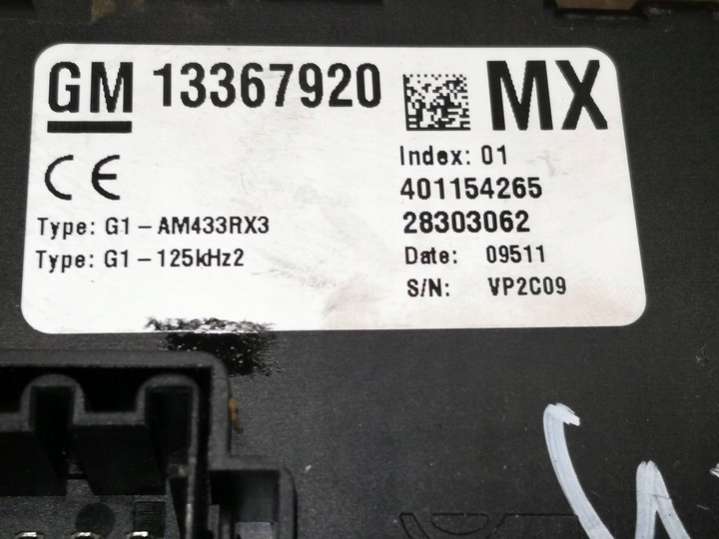 GM 13367920 MX
CE
Index: 01
401154265
Type: G1-AM433RX3
28303062
Type: G1-125kHz2
Date: 09511
S/N: VP2C09